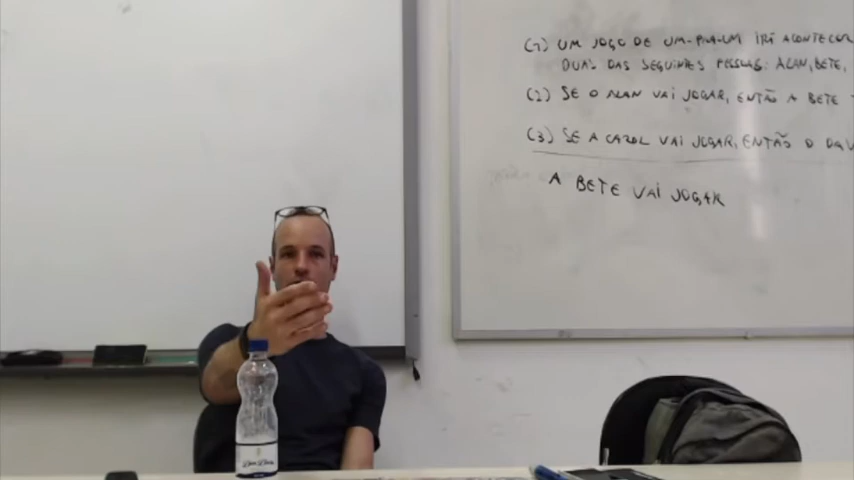 (1) UM JOGO DE UM-PRA-UM IRÁ ACONTECER
DUAS DAS SEGUINTES PESSOAS: ALAN, BETE,
(2) SE O ALAN VAI JOGAR, ENTÃO A BETE
(3) SE A CAROL VAI JOGAR, ENTÃO O
A BETE VAI JOGAR